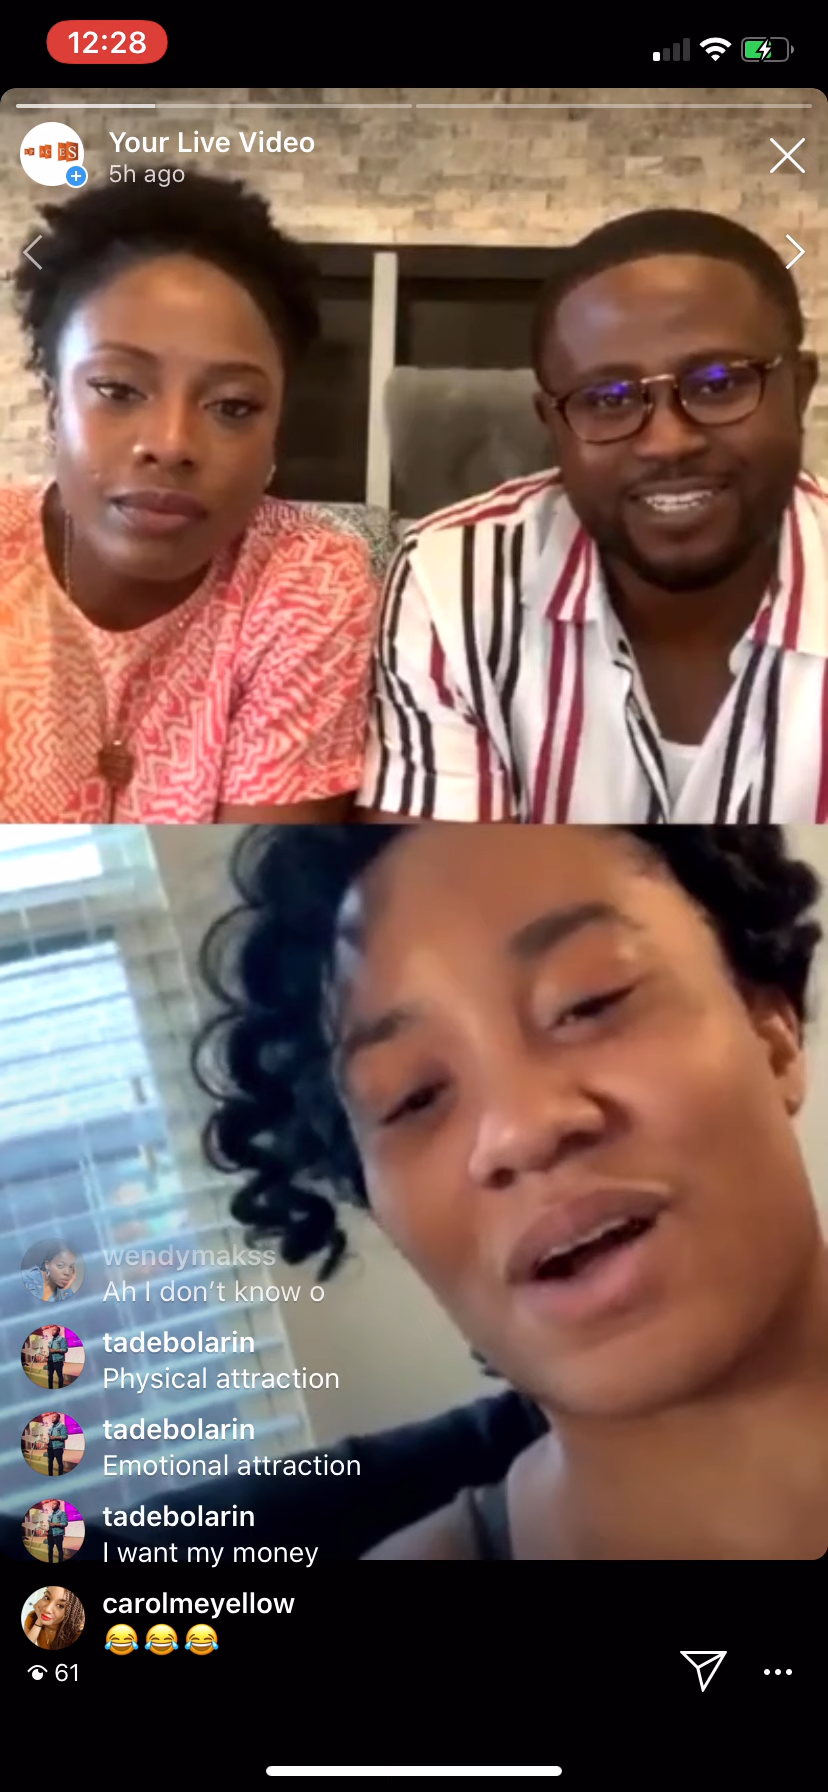 12:28
Your Live Video
5h ago
wendymakss
Ah I don’t know o
tadebolarin
Physical attraction
tadebolarin
Emotional attraction
tadebolarin
I want my money
carolmeyellow
😂😂😂
61